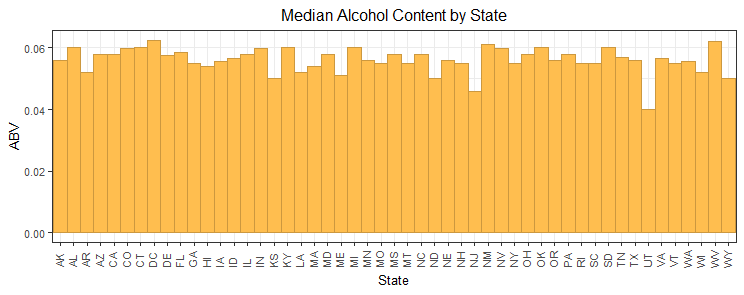 Median Alcohol Content by State
ABV
0.06
0.04
0.02
0.00
AK AL AR AZ CA CO CT DC DE FL GA HI IA ID IL IN KS KY LA MA MD ME MI MN MO MS MT NC ND NE NH NJ NM NV NY OH OK OR PA RI SC SD TN TX UT VA VT WA WI WV WY
State